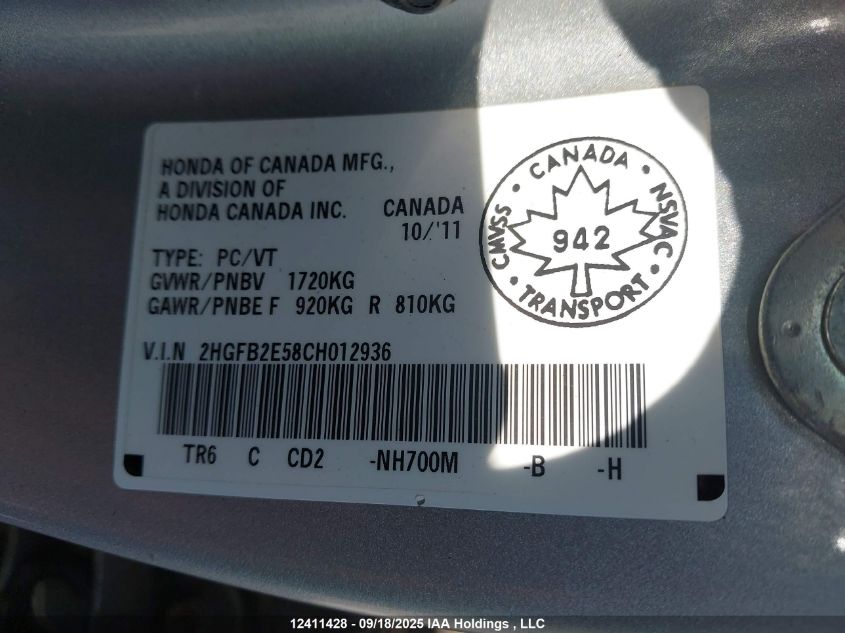 HONDA OF CANADA MFG.,
A DIVISION OF
HONDA CANADA INC. CANADA
10/'11
TYPE: PC/VT
GVWR/PNBV 1720KG
GAWR/PNBE F 920KG R 810KG
V.I.N 2HGFB2E58CH012936
TR6 C CD2 -NH700M -B -H
CMVSS • CANADA • NSVAC • TRANSPORT •
942
12411428 - 09/18/2025 IAA Holdings , LLC